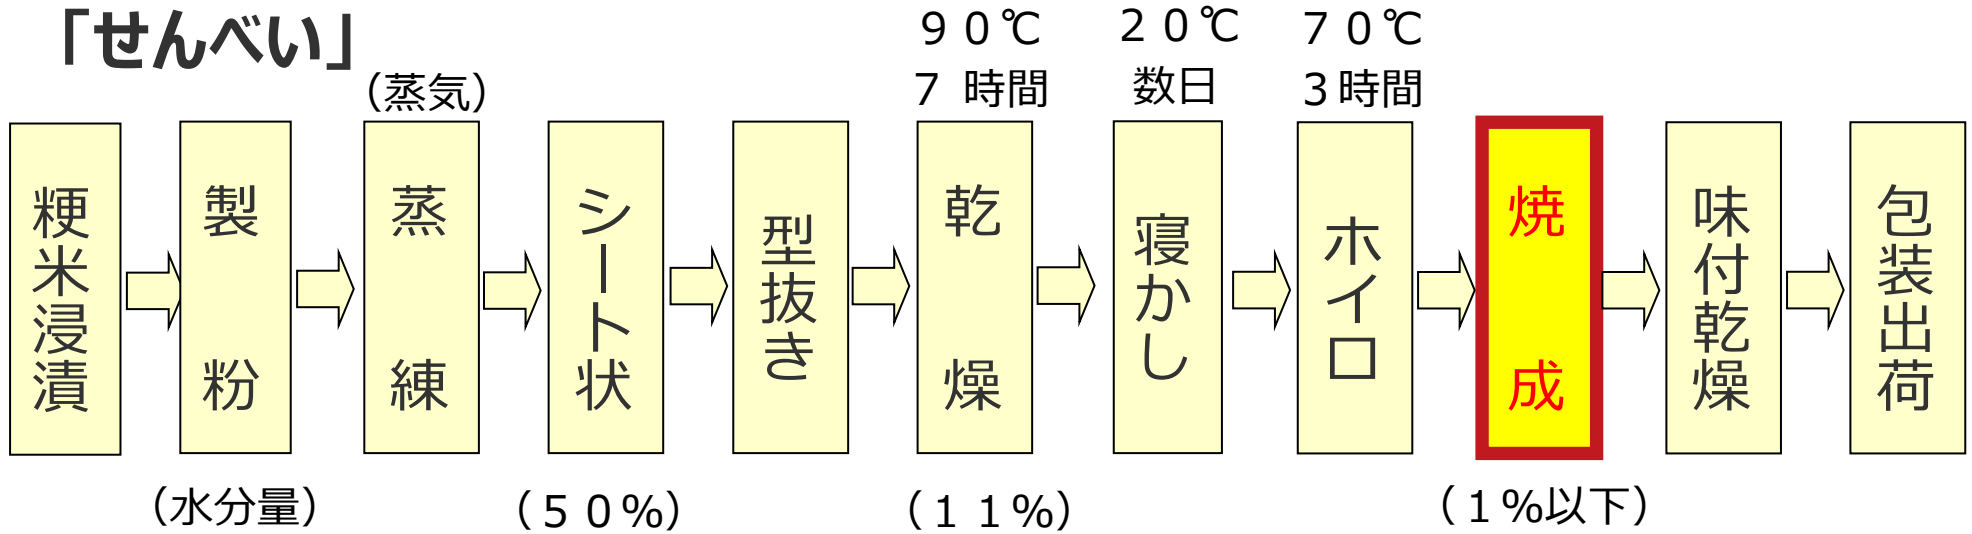 「せんべい」
(蒸気)
９０℃
７時間
２０℃
数日
７０℃
３時間
粳米浸漬
製粉
蒸練
シート状
型抜き
乾燥
寝かし
ホイロ
焼成
味付乾燥
包装出荷
(水分量)
(５０%)
(１１%)
(１%以下)